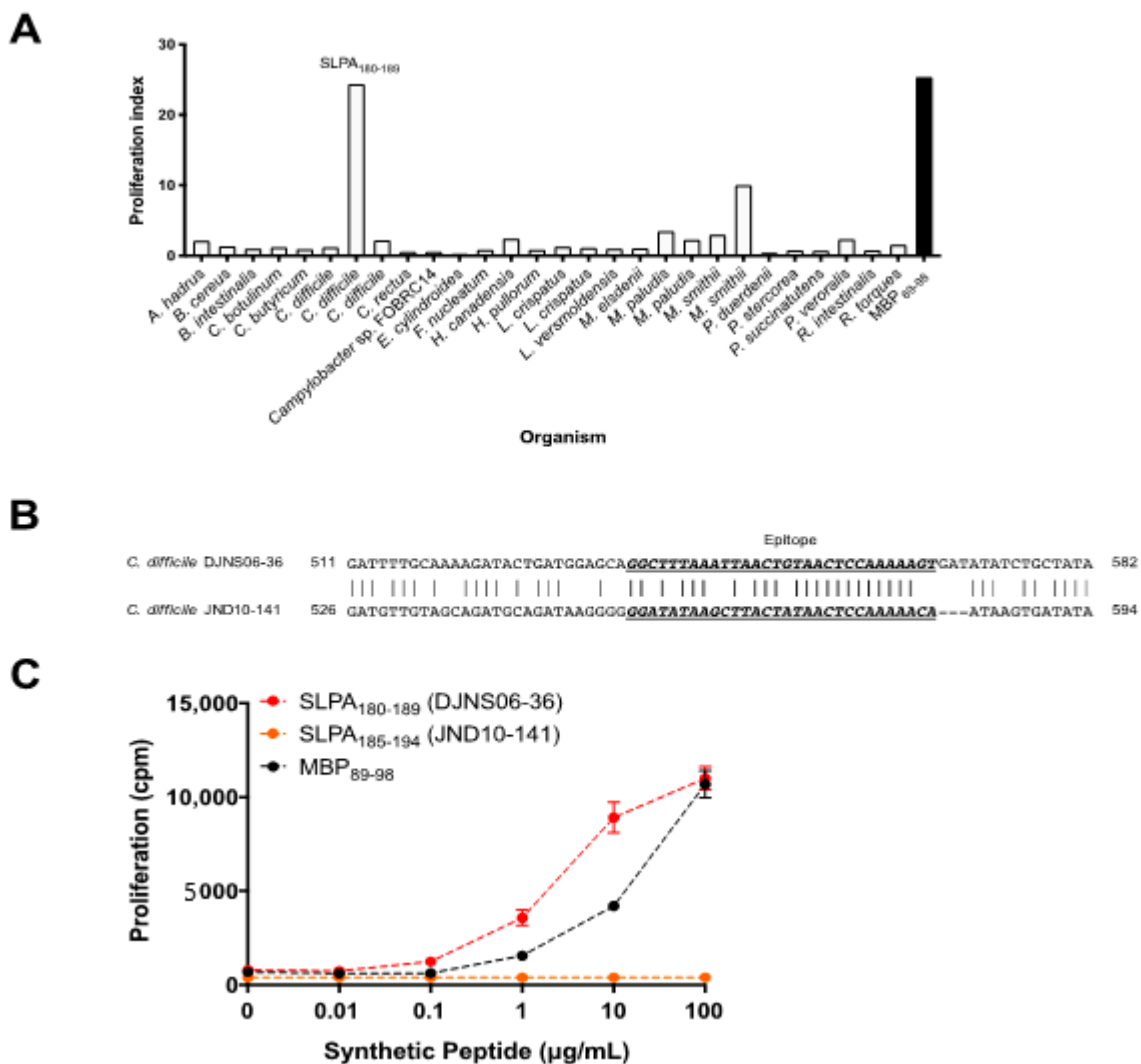 A
Proliferation index
30
20
10
0
SLPA180-189
A. hadrus
B. cereus
B. intestinalis
C. botulinum
C. butyricum
C. difficile
C. difficile
C. difficile
C. rectus
Campylobacter sp. FOBRC14
E. cylindroides
F. nucleatum
H. canadensis
H. pullorum
L. crispatus
L. crispatus
L. versmoldensis
M. elsdenii
M. paludis
M. paludis
M. smithii
M. smithii
P. duerdenii
P. stercorea
P. succinatutens
P. veroralis
R. intestinalis
R. torques
MBP 89-98
Organism
B
Epitope
C. difficile DJNS06-36 511 GATTTTGCAAAAGATACTGATGGAGCAGGCTTTAAATTAACTGTAACTCCAAAAAGTGATATATCTGCTATA 582
C. difficile JND10-141 526 GATGTTGTAGCAGATGCAGATAAGGGGGGATATAAGCTTACTATAACTCCAAAAACA---ATAAGTGATATA 594
C
Proliferation (cpm)
15,000
10,000
5 000
0
SLPA180-189 (DJNS06-36)
SLPA185-194 (JND10-141)
MBP89-98
0 0.01 0.1 1 10 100
Synthetic Peptide (µg/mL)